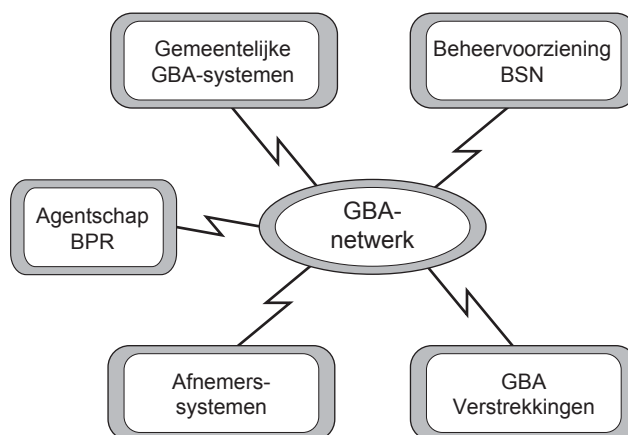 Gemeentelijke
GBA-systemen
Beheervoorziening
BSN
Agentschap
BPR
GBA-
netwerk
Afnemers-
systemen
GBA
Verstrekkingen